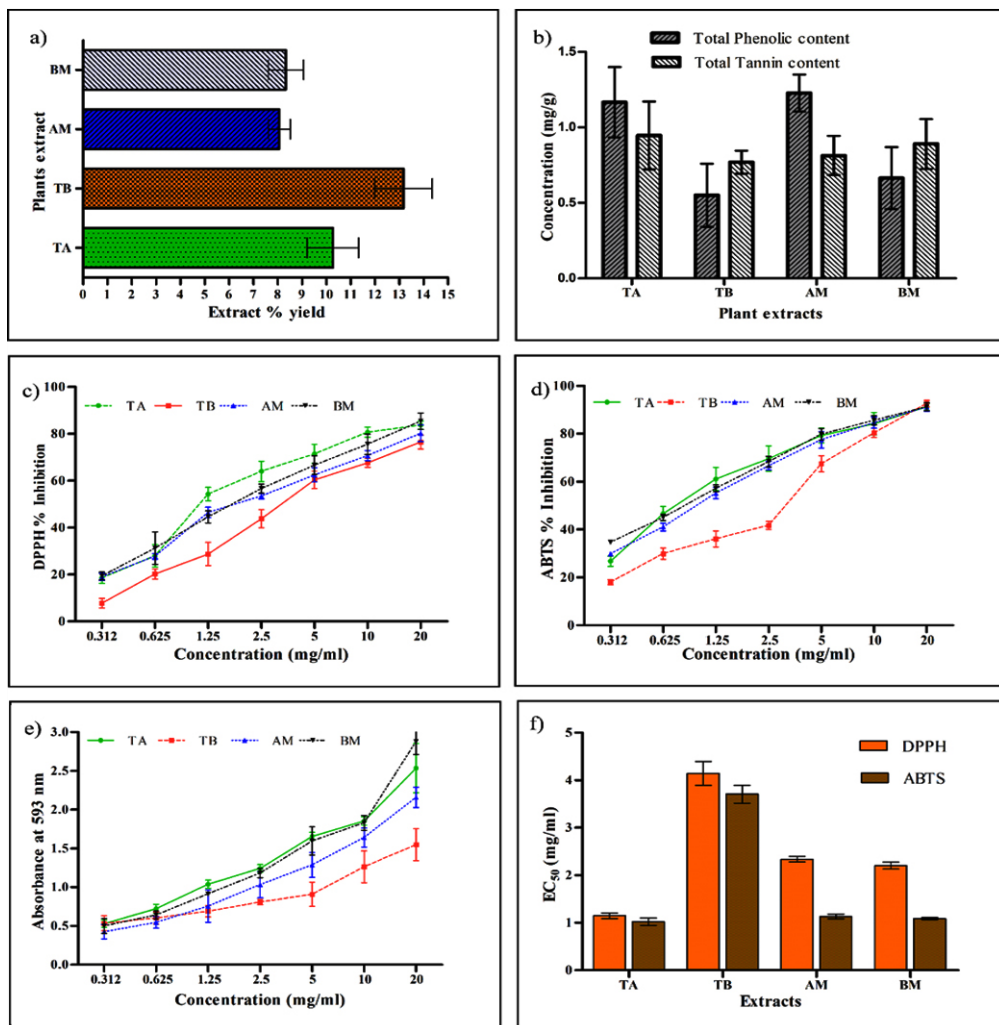 a)
BM
AM
TB
TA
Plants extract
0 1 2 3 4 5 6 7 8 9 10 11 12 13 14 15
Extract % yield
b)
Total Phenolic content
Total Tannin content
1.5
1.0
0.5
0.0
Concentration (mg/g)
TA TB AM BM
Plant extracts
c)
TA TB AM BM
100
80
60
40
20
0
DPPH % Inhibition
0.312 0.625 1.25 2.5 5 10 20
Concentration (mg/ml)
d)
TA TB AM BM
100
80
60
40
20
0
ABTS % Inhibition
0.312 0.625 1.25 2.5 5 10 20
Concentration (mg/ml)
e)
TA TB AM BM
3.0
2.5
2.0
1.5
1.0
0.5
0.0
Absorbance at 593 nm
0.312 0.625 1.25 2.5 5 10 20
Concentration (mg/ml)
f)
DPPH
ABTS
5
4
3
2
1
0
EC50 (mg/ml)
TA TB AM BM
Extracts